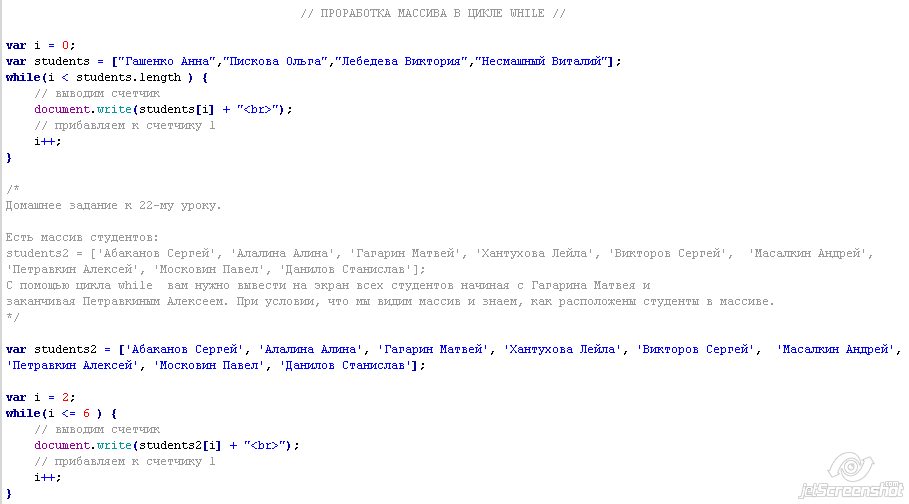 // ПРОРАБОТКА МАССИВА В ЦИКЛЕ WHILE //
var i = 0;
var students = ["Гашенко Анна","Пискова Ольга","Лебедева Виктория","Несмашный Виталий"];
while(i < students.length ) {
// выводим счетчик
document.write(students[i] + "<br>");
// прибавляем к счетчику 1
i++;
}
/*
Домашнее задание к 22-му уроку.
Есть массив студентов:
students2 = ['Абаканов Сергей', 'Алалина Алина', 'Гагарин Матвей', 'Хантухова Лейла', 'Викторов Сергей',  'Масалкин Андрей',
'Петравкин Алексей', 'Московин Павел', 'Данилов Станислав'];
С помощью цикла while  вам нужно вывести на экран всех студентов начиная с Гагарина Матвея и
заканчивая Петравкиным Алексеем. При условии, что мы видим массив и знаем, как расположены студенты в массиве.
*/
var students2 = ['Абаканов Сергей', 'Алалина Алина', 'Гагарин Матвей', 'Хантухова Лейла', 'Викторов Сергей',  'Масалкин Андрей',
'Петравкин Алексей', 'Московин Павел', 'Данилов Станислав'];
var i = 2;
while(i <= 6 ) {
// выводим счетчик
document.write(students2[i] + "<br>");
// прибавляем к счетчику 1
i++;
}
jetScreenshot.com